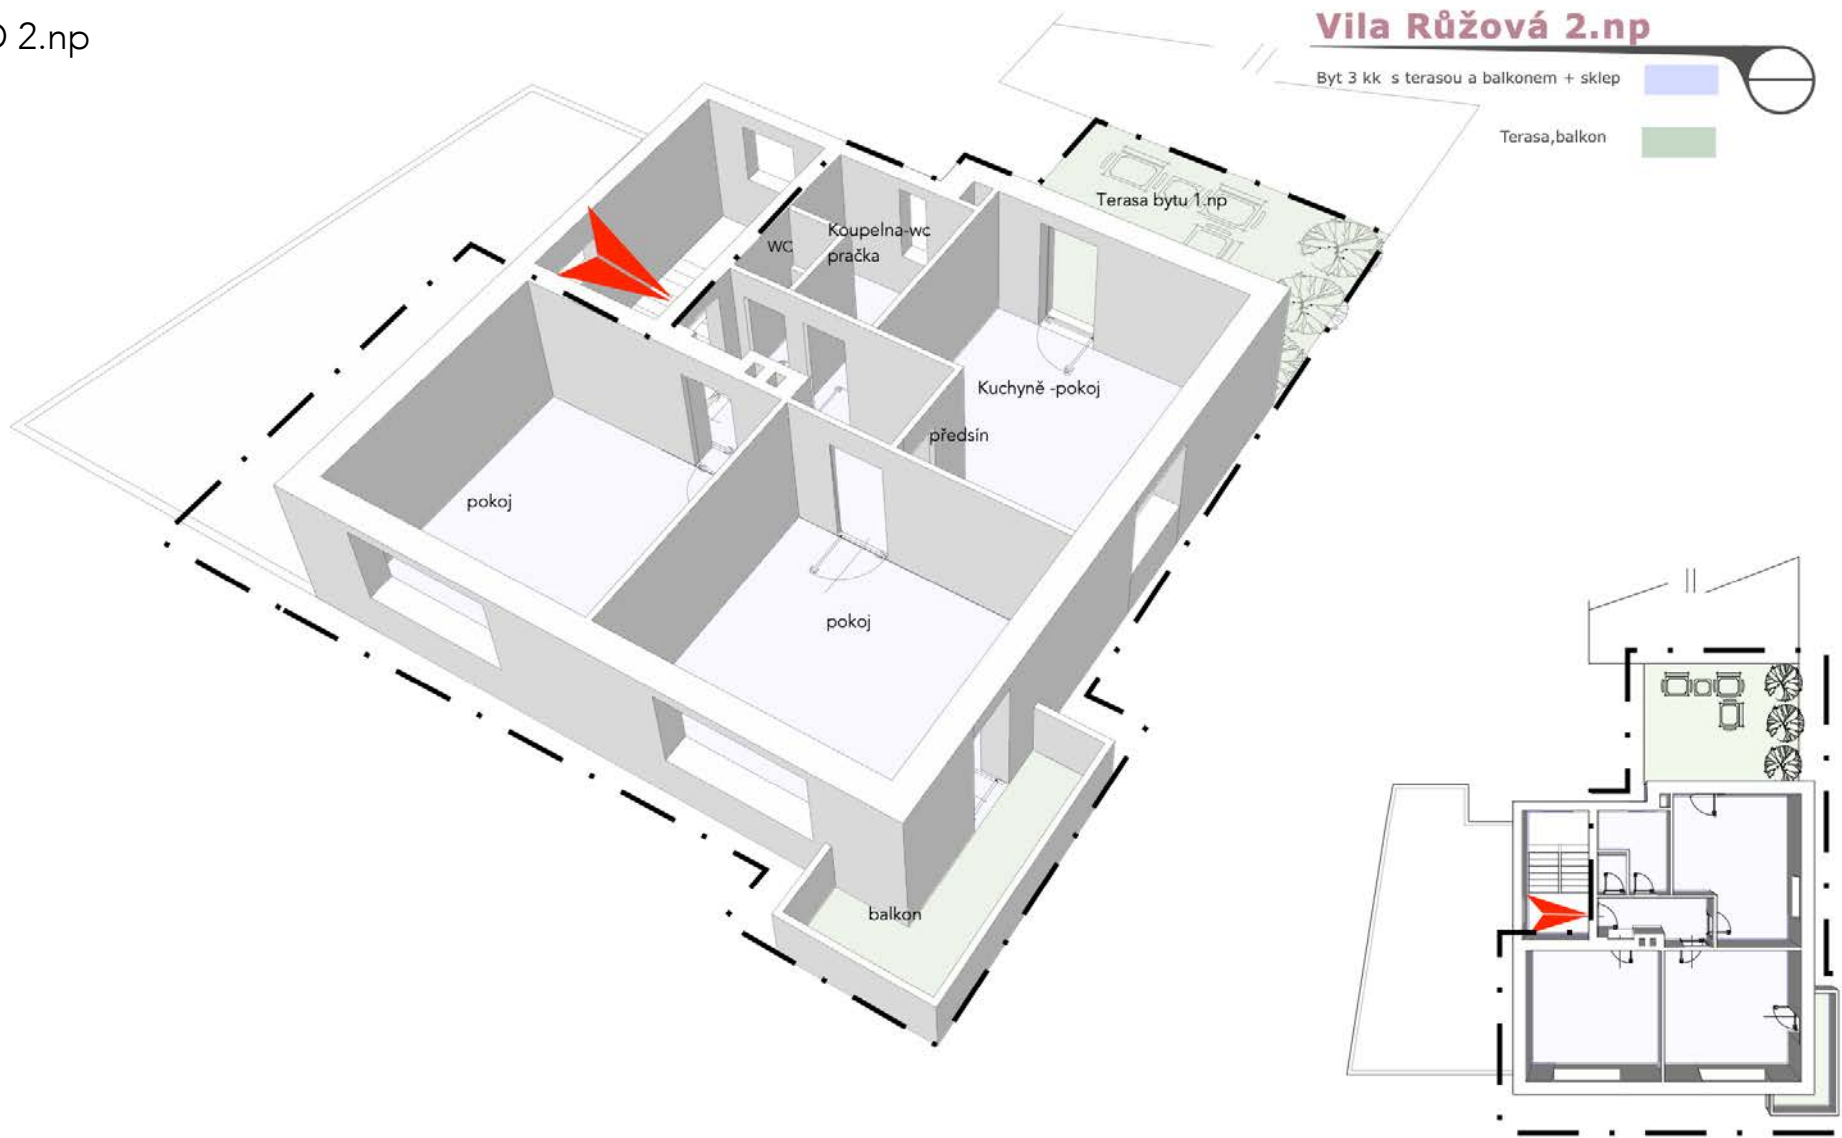 2.np
Vila Růžová 2.np
Byt 3 kk s terasou a balkonem + sklep
Terasa,balkon
Terasa bytu 1.np
WC
Koupelna-wc
pračka
Kuchyně -pokoj
předsín
pokoj
pokoj
balkon